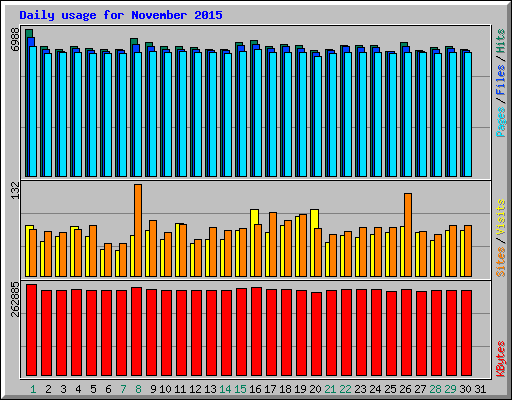 Daily usage for November 2015
6988
Pages / Files / Hits
132
Sites / Visits
262885
KBytes
1 2 3 4 5 6 7 8 9 10 11 12 13 14 15 16 17 18 19 20 21 22 23 24 25 26 27 28 29 30 31